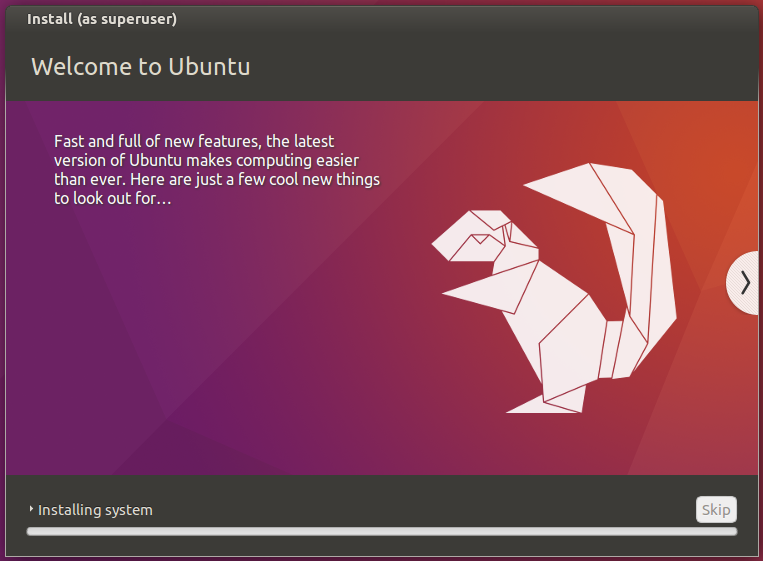 Install (as superuser)
Welcome to Ubuntu
Fast and full of new features, the latest
version of Ubuntu makes computing easier
than ever. Here are just a few cool new things
to look out for…
Installing system
Skip